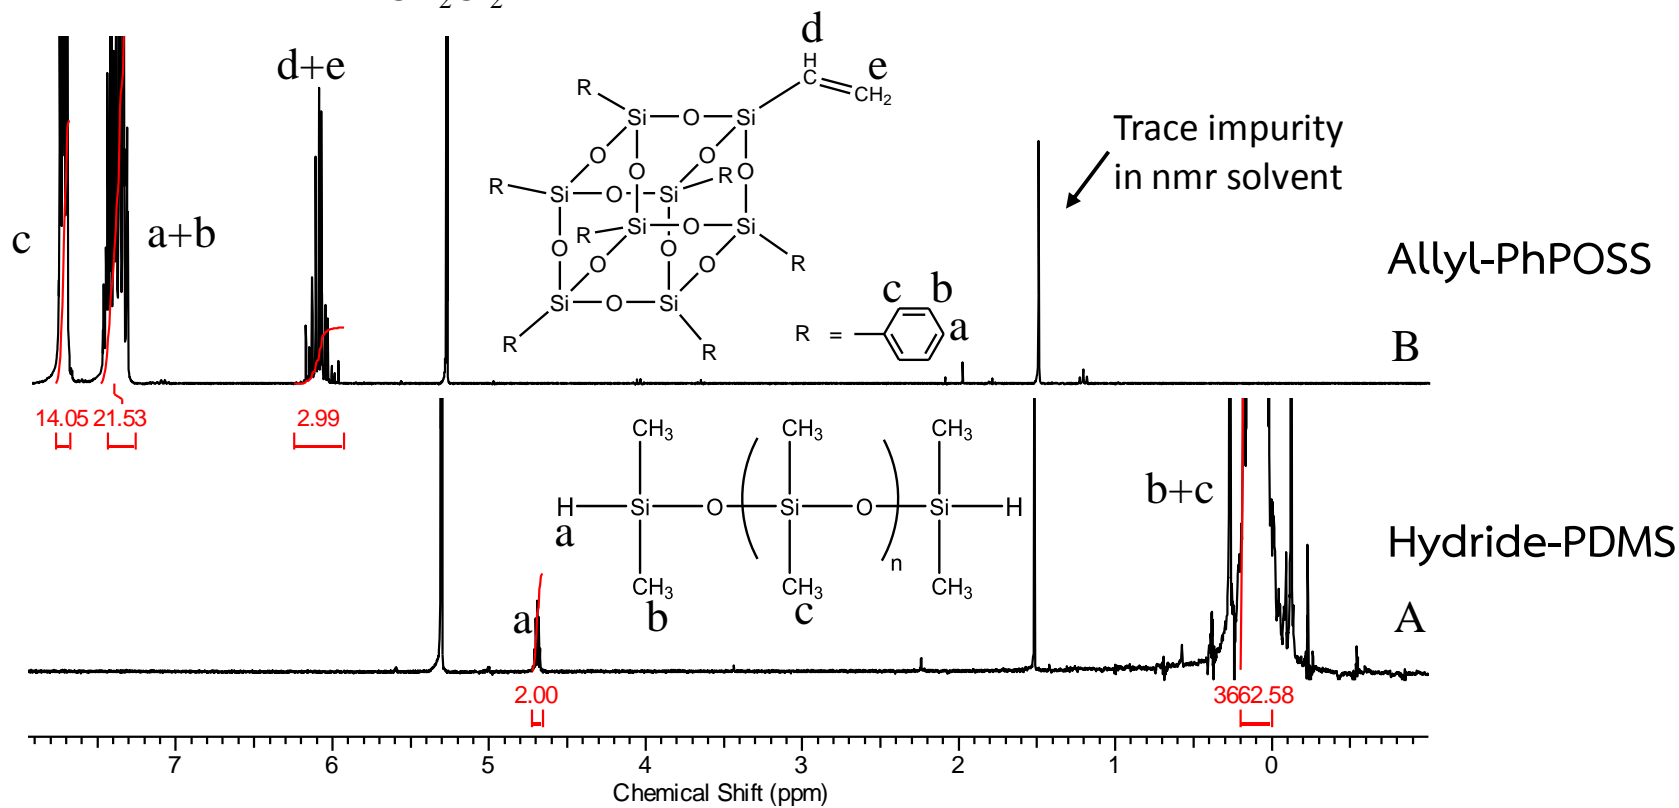 d
H
C
e
CH2
d+e
R
Si
O
Si
O
O
Trace impurity
in nmr solvent
R
Si
O
Si
R
O
O
c
a+b
R
Si
O
Si
O
O
O
O
R
Allyl-PhPOSS
Si
O
Si
R
R
R =
c
b
a
B
14.05 21.53
2.99
CH3
CH3
CH3
b+c
H
Si
O
Si
O
Si
H
a
n
Hydride-PDMS
CH3
CH3
CH3
a
b
c
A
2.00
3662.58
7 6 5 4 3 2 1 0
Chemical Shift (ppm)